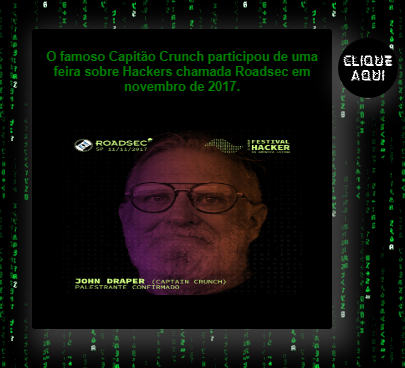 O famoso Capitão Crunch participou de uma
feira sobre Hackers chamada Roadsec em
novembro de 2017.
CLIQUE
AQUI
ROADSEC
SP 11/11/2017
FESTIVAL
HACKER
JOHN DRAPER (CAPTAIN CRUNCH)
PALESTRANTE CONFIRMADO